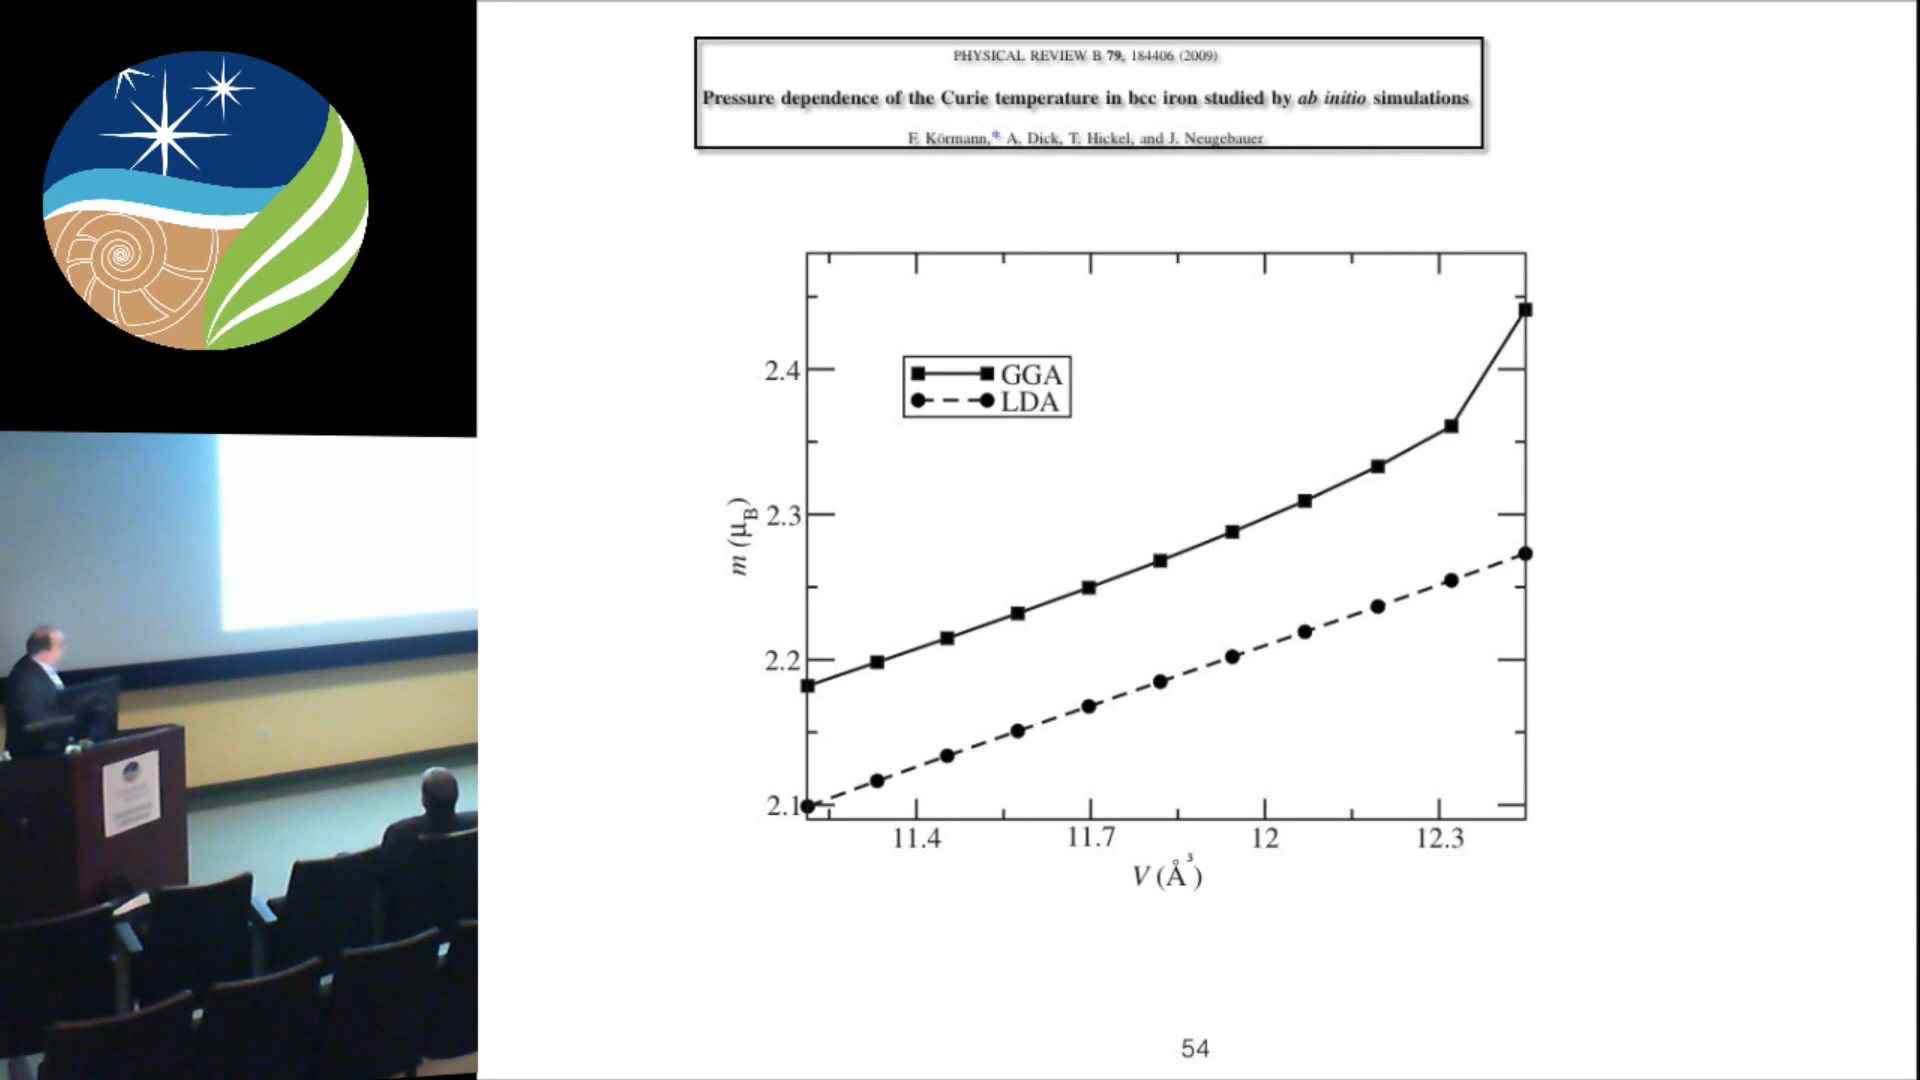 PHYSICAL REVIEW B 79, 184406 (2009)
Pressure dependence of the Curie temperature in bcc iron studied by ab initio simulations
F. Körmann,* A. Dick, T. Hickel, and J. Neugebauer
GGA
LDA
2.4
2.3
2.2
2.1
m (μB)
11.4
11.7
12
12.3
V (Å³)
54